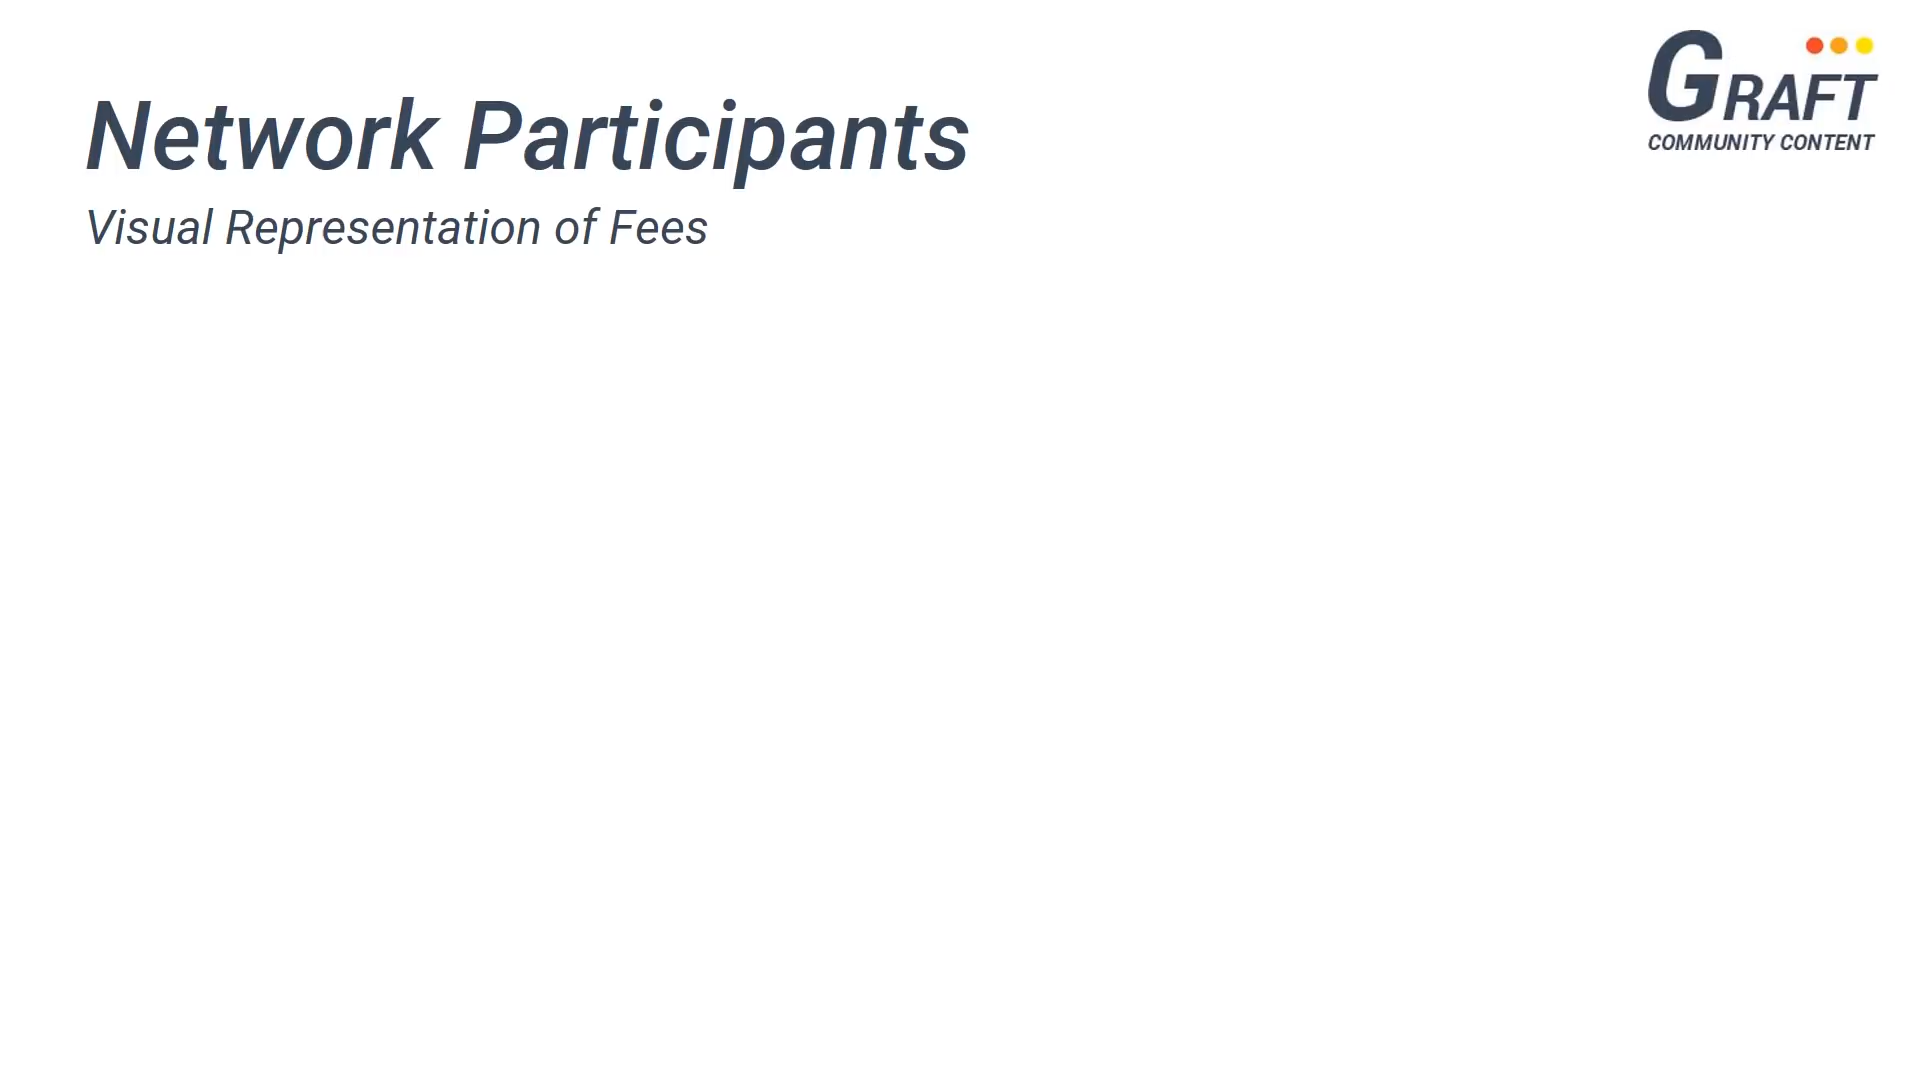 Network Participants
Visual Representation of Fees
GRAFT
COMMUNITY CONTENT